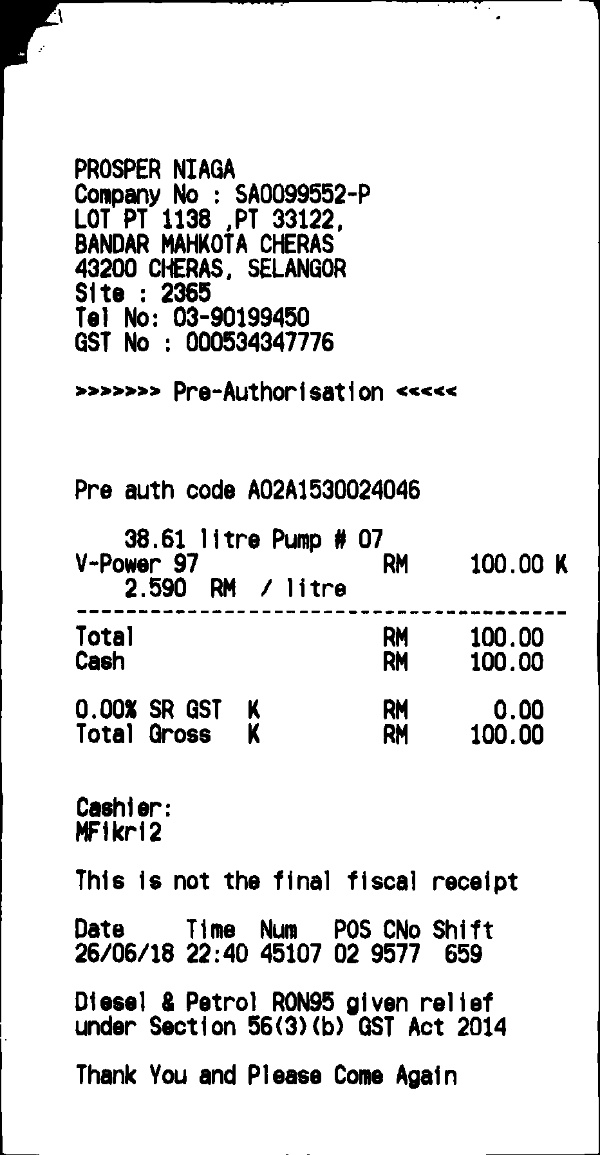 PROSPER NIAGA
Company No : SA0099552-P
LOT PT 1138 ,PT 33122,
BANDAR MAHKOTA CHERAS
43200 CHERAS, SELANGOR
Site : 2365
Tel No: 03-90199450
GST No : 000534347776
>>>>>>> Pre-Authorisation <<<<<
Pre auth code A02A1530024046
38.61 litre Pump # 07
V-Power 97 RM 100.00 K
2.590 RM / litre
----------------------------------------
Total RM 100.00
Cash RM 100.00
0.00% SR GST K RM 0.00
Total Gross K RM 100.00
Cashier:
MFikri2
This is not the final fiscal receipt
Date Time Num POS CNo Shift
26/06/18 22:40 45107 02 9577 659
Diesel & Petrol RON95 given relief
under Section 56(3)(b) GST Act 2014
Thank You and Please Come Again